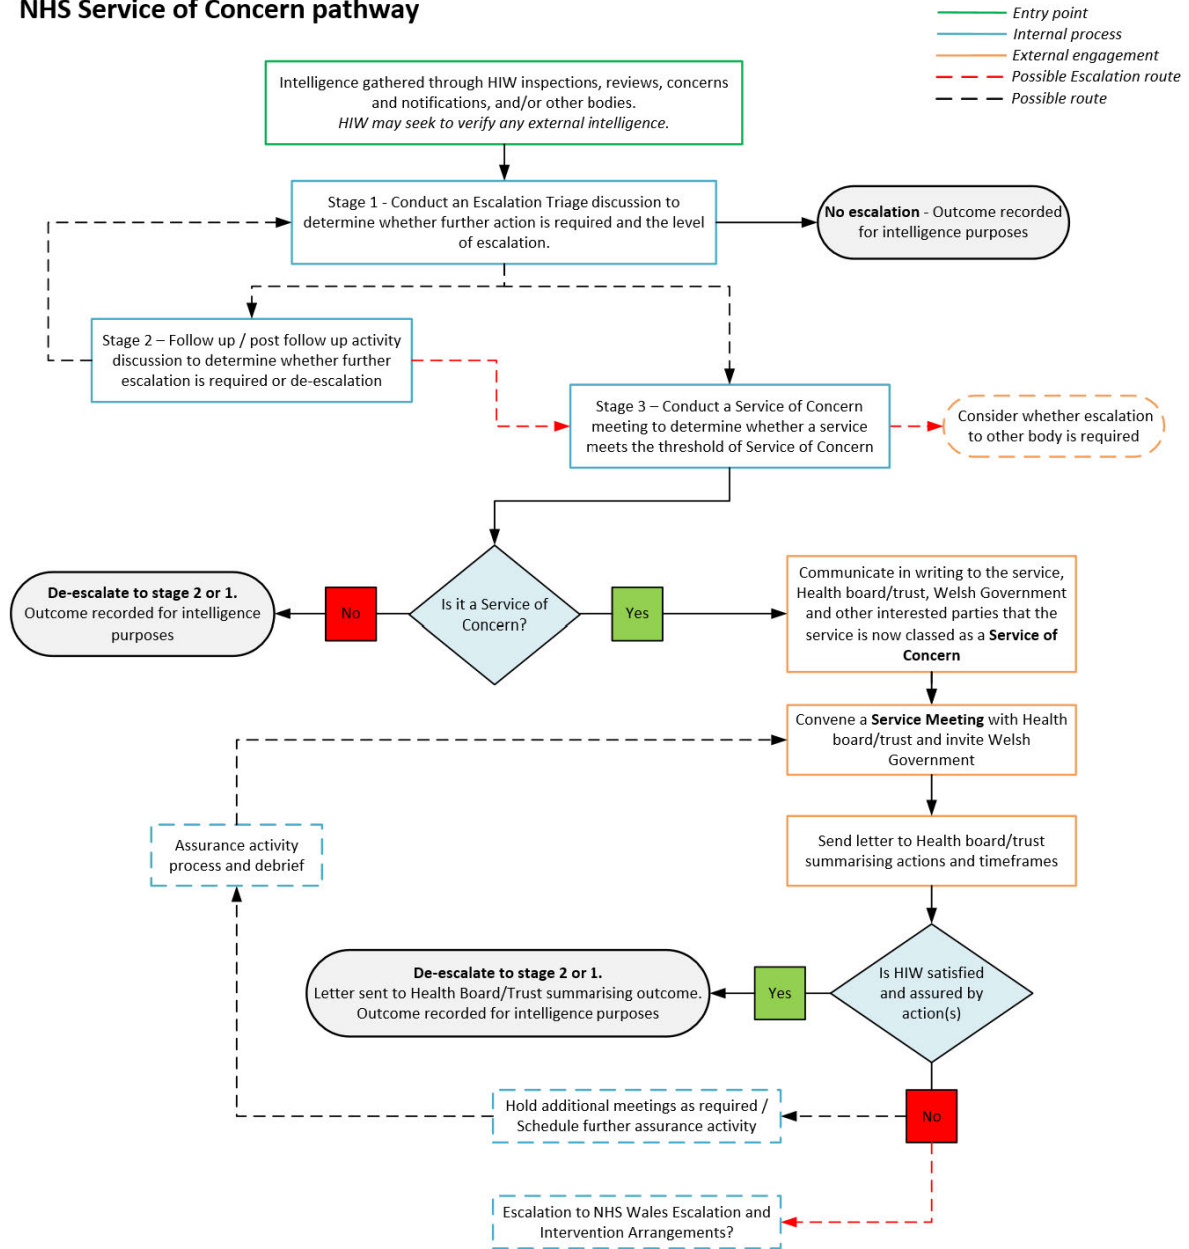 NHS Service of Concern pathway
Entry point
Internal process
External engagement
Possible Escalation route
Possible route
Intelligence gathered through HIW inspections, reviews, concerns
and notifications, and/or other bodies.
HIW may seek to verify any external intelligence.
Stage 1 - Conduct an Escalation Triage discussion to
determine whether further action is required and the level
of escalation.
No escalation - Outcome recorded
for intelligence purposes
Stage 2 – Follow up / post follow up activity
discussion to determine whether further
escalation is required or de-escalation
Stage 3 – Conduct a Service of Concern
meeting to determine whether a service
meets the threshold of Service of Concern
Consider whether escalation
to other body is required
De-escalate to stage 2 or 1.
Outcome recorded for intelligence
purposes
No
Is it a Service of
Concern?
Yes
Communicate in writing to the service,
Health board/trust, Welsh Government
and other interested parties that the
service is now classed as a Service of
Concern
Convene a Service Meeting with Health
board/trust and invite Welsh
Government
Assurance activity
process and debrief
Send letter to Health board/trust
summarising actions and timeframes
De-escalate to stage 2 or 1.
Letter sent to Health Board/Trust summarising outcome.
Outcome recorded for intelligence purposes
Yes
Is HIW satisfied
and assured by
action(s)
Hold additional meetings as required /
Schedule further assurance activity
No
Escalation to NHS Wales Escalation and
Intervention Arrangements?